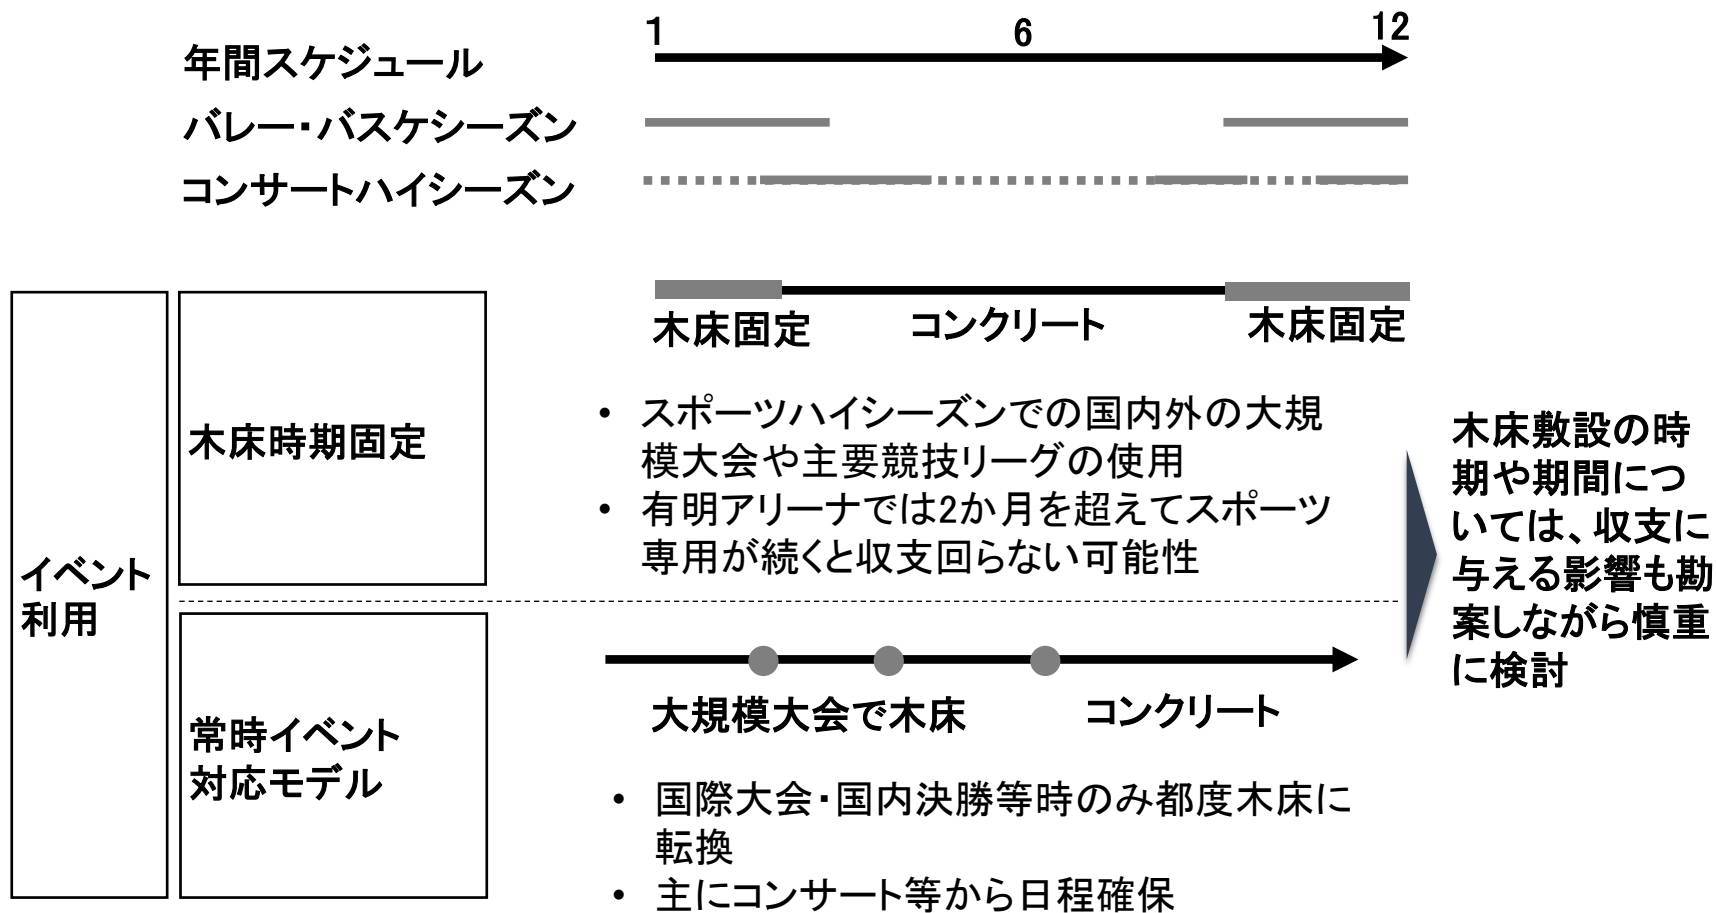 1
6
12
年間スケジュール
バレー・バスケシーズン
コンサートハイシーズン
木床固定
コンクリート
木床固定
イベント
利用
木床時期固定
• スポーツハイシーズンでの国内外の大規
模大会や主要競技リーグの使用
• 有明アリーナでは2か月を超えてスポーツ
専用が続くと収支回らない可能性
常時イベント
対応モデル
大規模大会で木床
コンクリート
• 国際大会・国内決勝等時のみ都度木床に
転換
• 主にコンサート等から日程確保
木床敷設の時
期や期間につ
いては、収支に
与える影響も勘
案しながら慎重
に検討